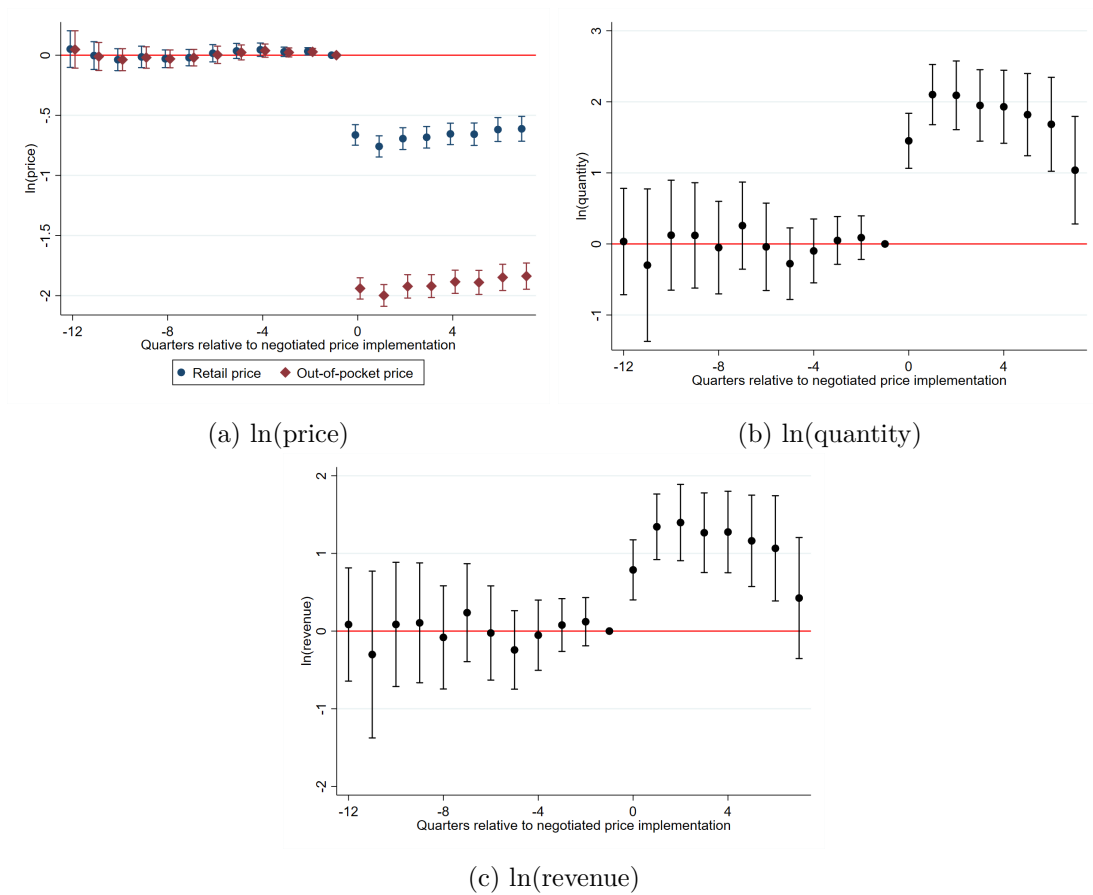 ln(price)
0
-.5
-1
-1.5
-2
-12
-8
-4
0
4
Quarters relative to negotiated price implementation
Retail price
Out-of-pocket price
(a) ln(price)
ln(quantity)
3
2
1
0
-1
-12
-8
-4
0
4
Quarters relative to negotiated price implementation
(b) ln(quantity)
ln(revenue)
2
1
0
-1
-2
-12
-8
-4
0
4
Quarters relative to negotiated price implementation
(c) ln(revenue)